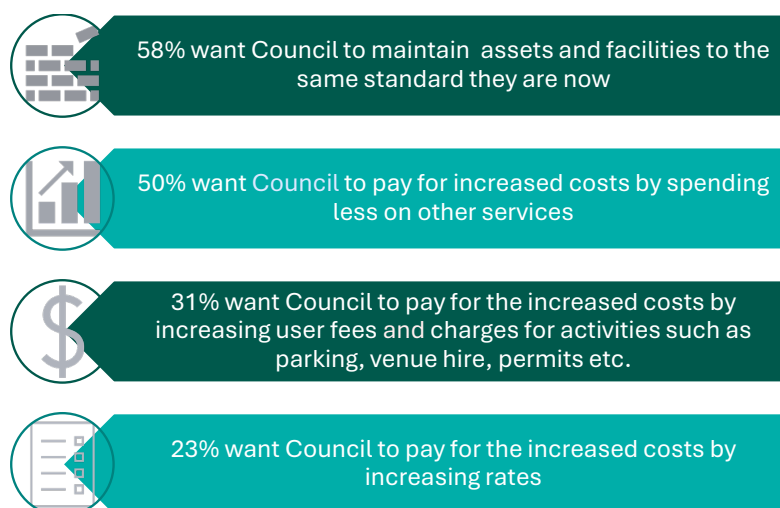 58% want Council to maintain  assets and facilities to the
same standard they are now
50% want Council to pay for increased costs by spending
less on other services
31% want Council to pay for the increased costs by
increasing user fees and charges for activities such as
parking, venue hire, permits etc.
23% want Council to pay for the increased costs by
increasing rates